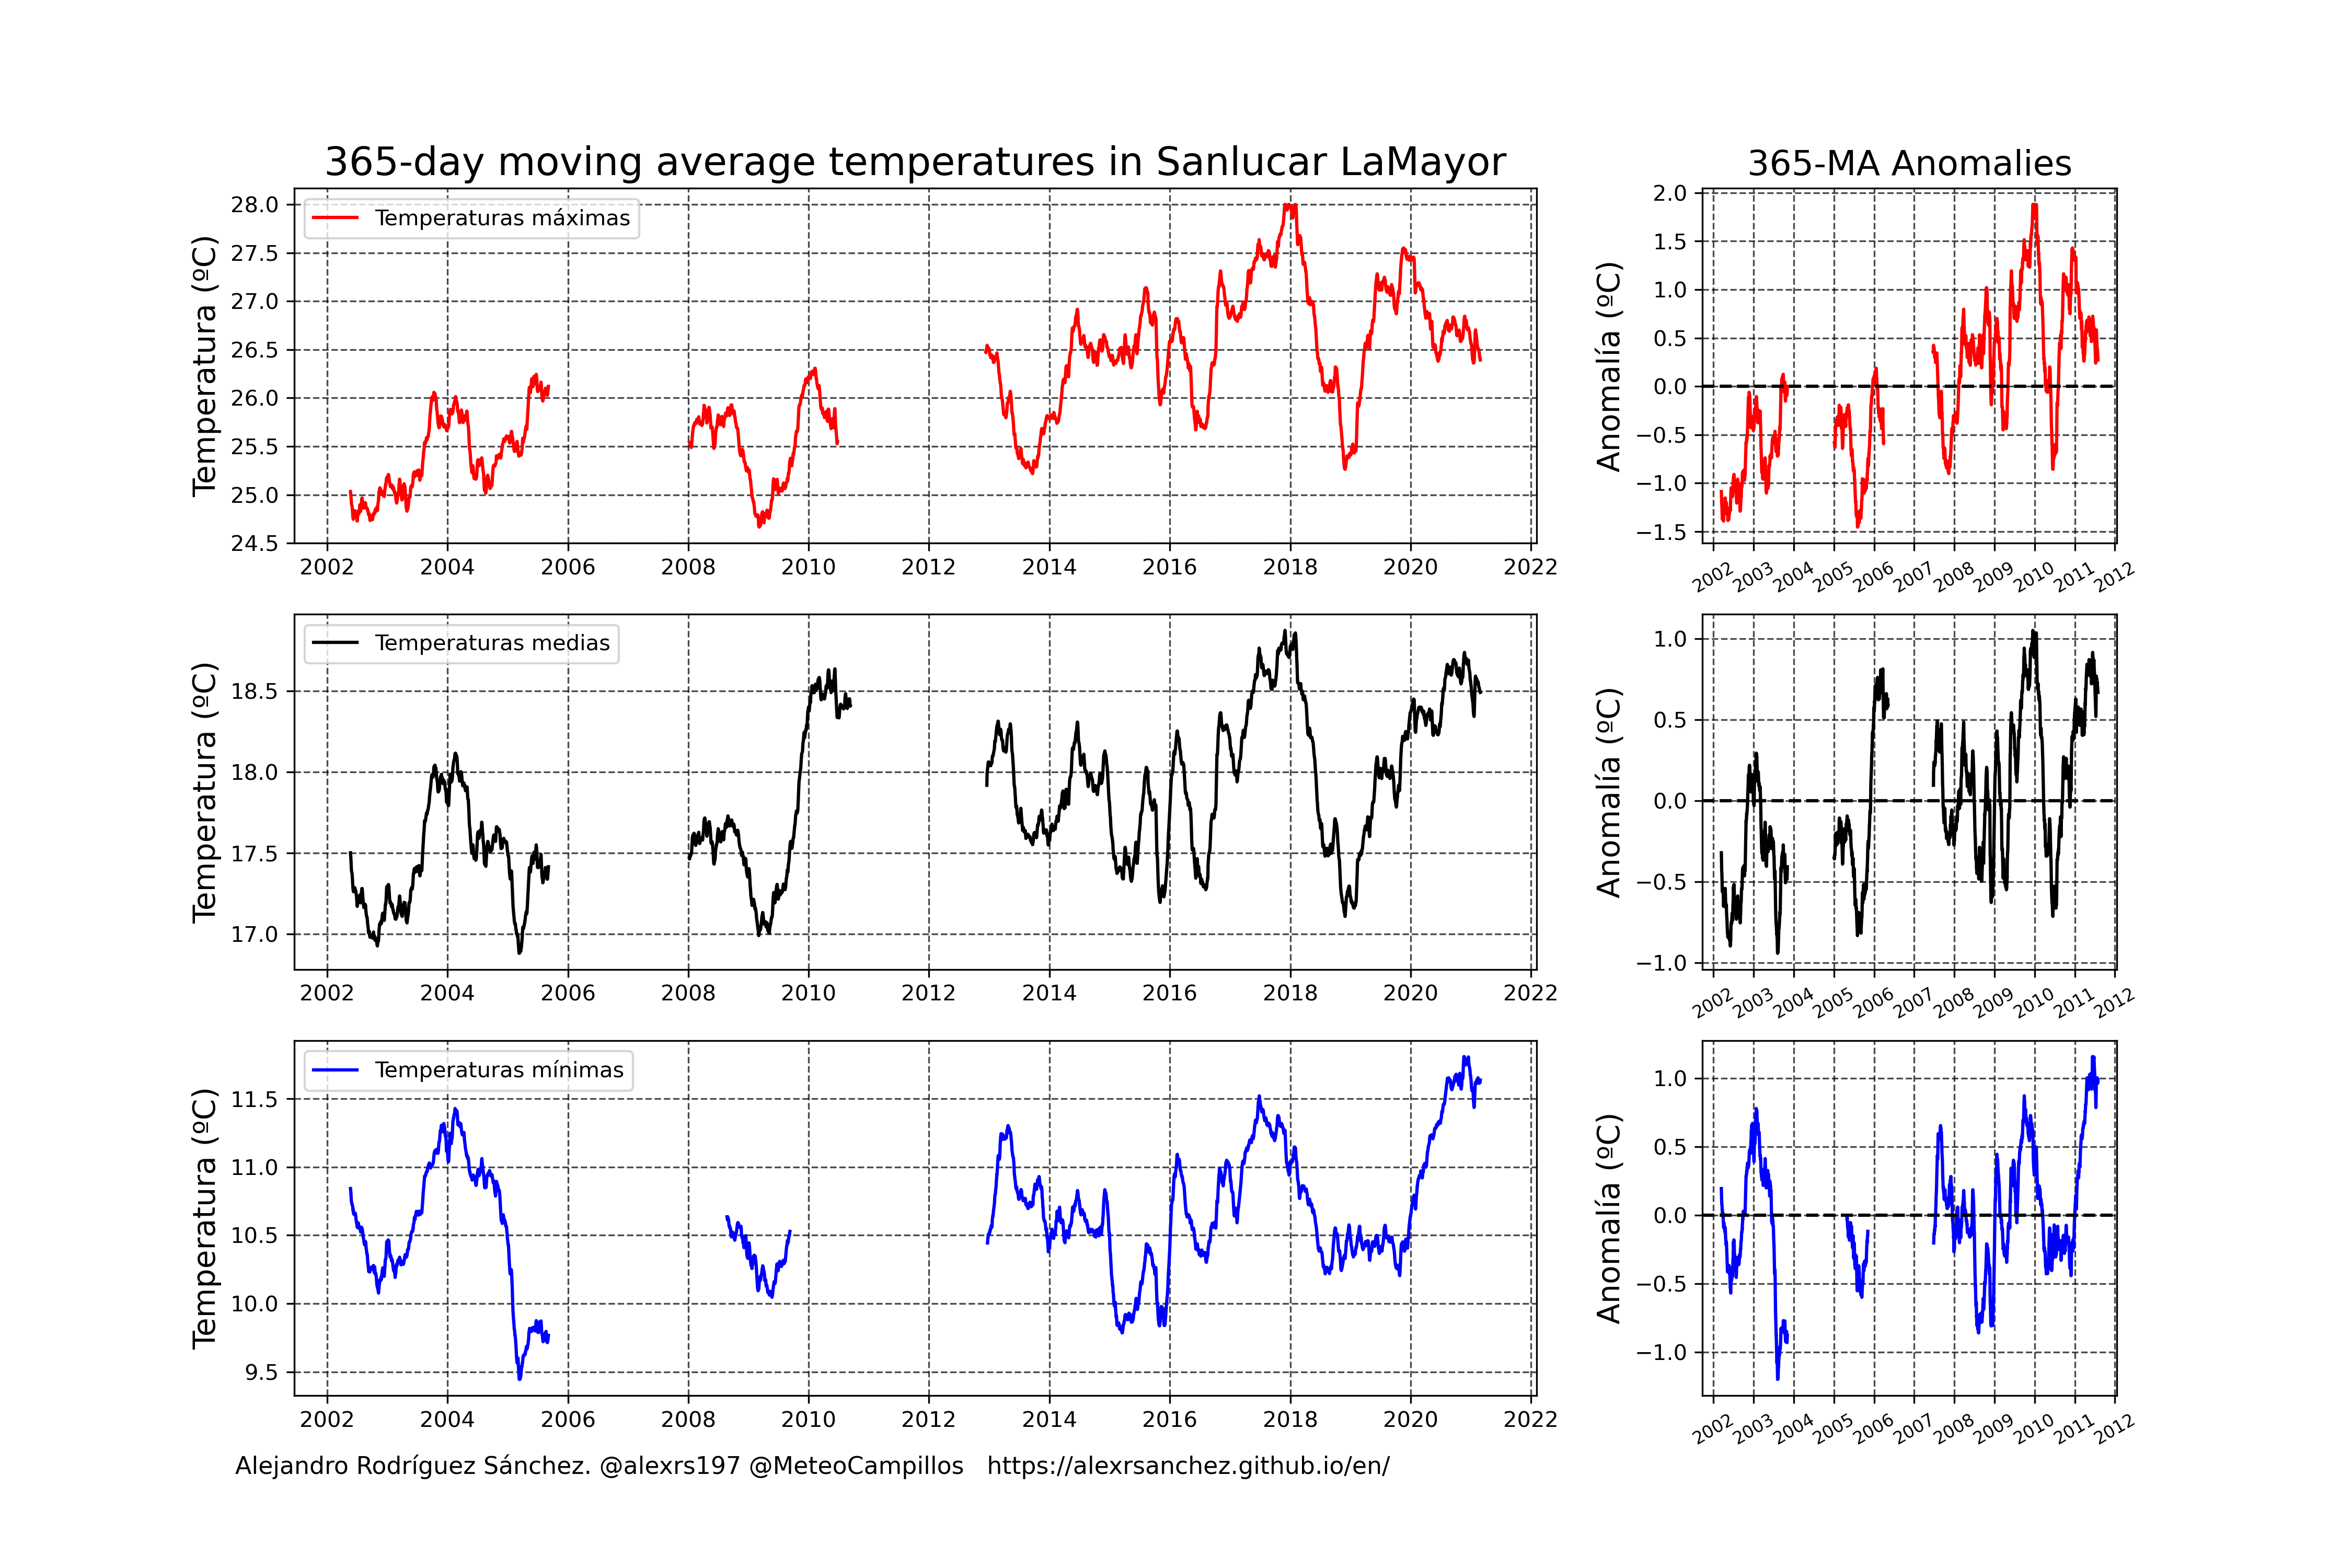 365-day moving average temperatures in Sanlucar LaMayor
365-MA Anomalies
Temperatura (ºC)
28.0
27.5
27.0
26.5
26.0
25.5
25.0
24.5
Temperaturas máximas
2002 2004 2006 2008 2010 2012 2014 2016 2018 2020 2022
Anomalía (ºC)
2.0
1.5
1.0
0.5
0.0
−0.5
−1.0
−1.5
2002 2003 2004 2005 2006 2007 2008 2009 2010 2011 2012
Temperatura (ºC)
18.5
18.0
17.5
17.0
Temperaturas medias
2002 2004 2006 2008 2010 2012 2014 2016 2018 2020 2022
Anomalía (ºC)
1.0
0.5
0.0
−0.5
−1.0
2002 2003 2004 2005 2006 2007 2008 2009 2010 2011 2012
Temperatura (ºC)
11.5
11.0
10.5
10.0
9.5
Temperaturas mínimas
2002 2004 2006 2008 2010 2012 2014 2016 2018 2020 2022
Anomalía (ºC)
1.0
0.5
0.0
−0.5
−1.0
2002 2003 2004 2005 2006 2007 2008 2009 2010 2011 2012
Alejandro Rodríguez Sánchez. @alexrs197 @MeteoCampillos https://alexrsanchez.github.io/en/